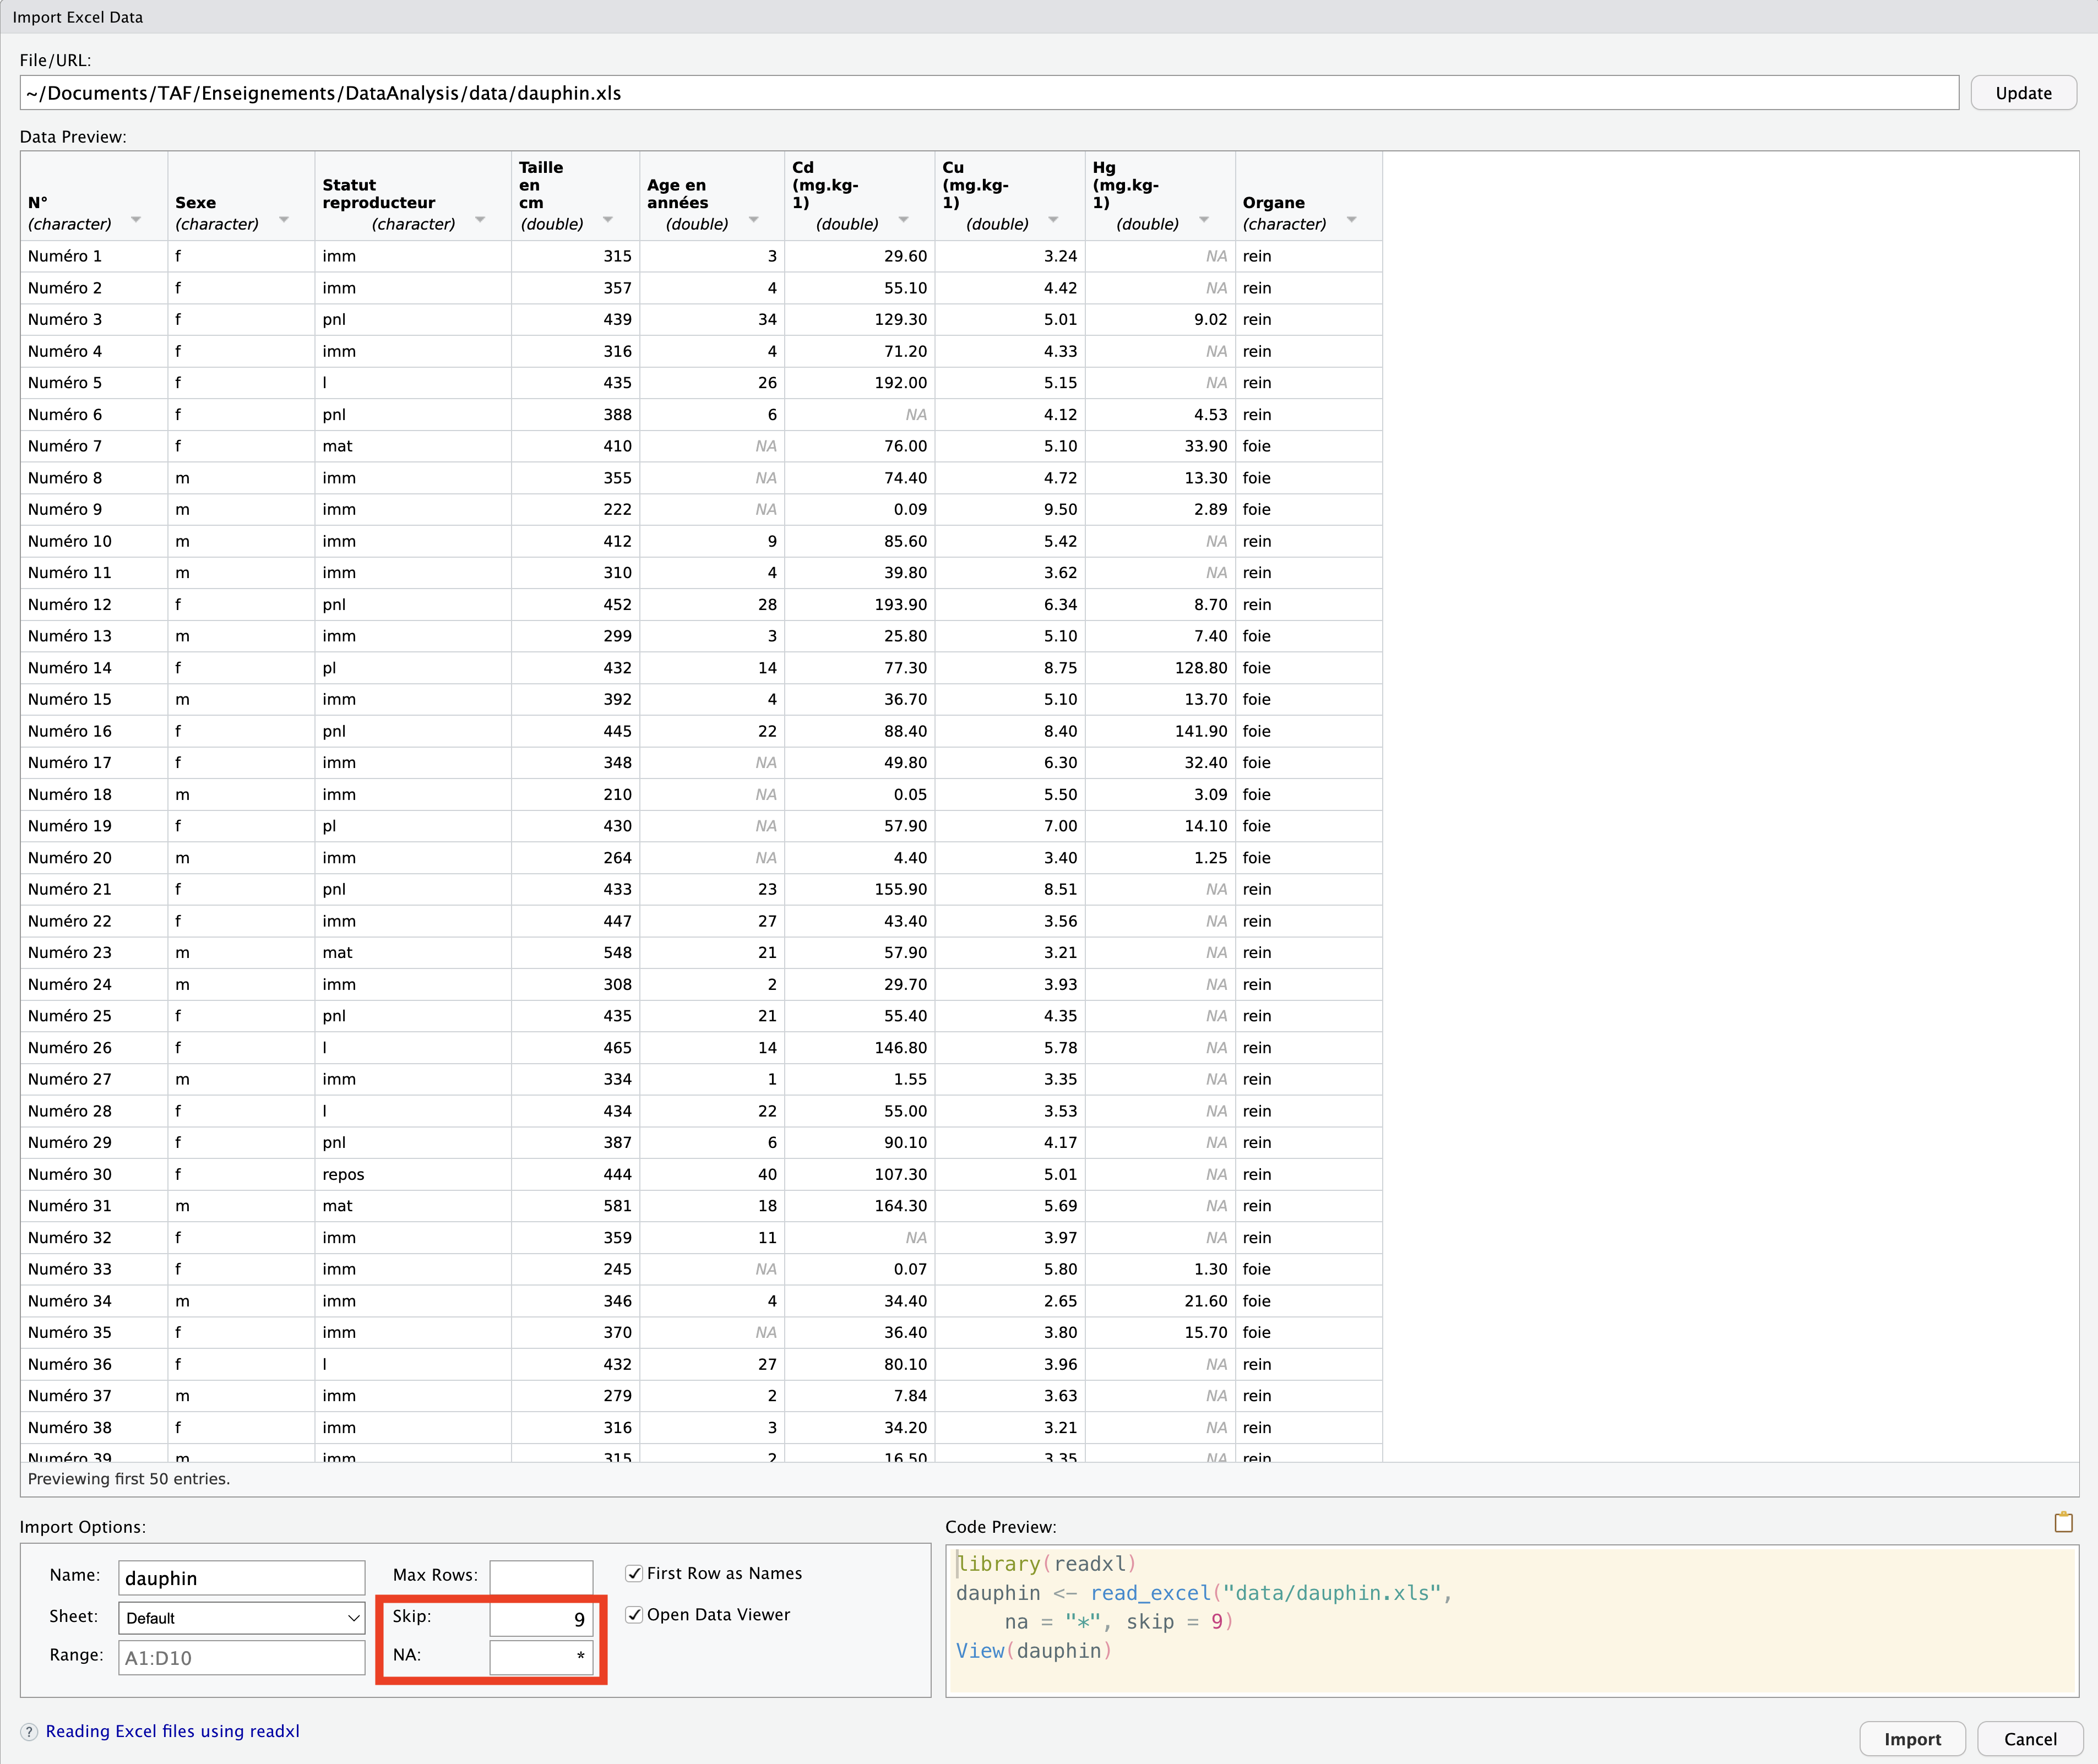 Import Excel Data
File/URL:
~/Documents/TAF/Enseignements/DataAnalysis/data/dauphin.xls Update
Data Preview:
N° (character) Sexe (character) Statut reproducteur (character) Taille en cm (double) Age en années (double) Cd (mg.kg-1) (double) Cu (mg.kg-1) (double) Hg (mg.kg-1) (double) Organe (character)
Numéro 1 f imm 315 3 29.60 3.24 NA rein
Numéro 2 f imm 357 4 55.10 4.42 NA rein
Numéro 3 f pnl 439 34 129.30 5.01 9.02 rein
Numéro 4 f imm 316 4 71.20 4.33 NA rein
Numéro 5 f l 435 26 192.00 5.15 NA rein
Numéro 6 f pnl 388 6 NA 4.12 4.53 rein
Numéro 7 f mat 410 NA 76.00 5.10 33.90 foie
Numéro 8 m imm 355 NA 74.40 4.72 13.30 foie
Numéro 9 m imm 222 NA 0.09 9.50 2.89 foie
Numéro 10 m imm 412 9 85.60 5.42 NA rein
Numéro 11 m imm 310 4 39.80 3.62 NA rein
Numéro 12 f pnl 452 28 193.90 6.34 8.70 rein
Numéro 13 m imm 299 3 25.80 5.10 7.40 foie
Numéro 14 f pl 432 14 77.30 8.75 128.80 foie
Numéro 15 m imm 392 4 36.70 5.10 13.70 foie
Numéro 16 f pnl 445 22 88.40 8.40 141.90 foie
Numéro 17 f imm 348 NA 49.80 6.30 32.40 foie
Numéro 18 m imm 210 NA 0.05 5.50 3.09 foie
Numéro 19 f pl 430 NA 57.90 7.00 14.10 foie
Numéro 20 m imm 264 NA 4.40 3.40 1.25 foie
Numéro 21 f pnl 433 23 155.90 8.51 NA rein
Numéro 22 f imm 447 27 43.40 3.56 NA rein
Numéro 23 m mat 548 21 57.90 3.21 NA rein
Numéro 24 m imm 308 2 29.70 3.93 NA rein
Numéro 25 f pnl 435 21 55.40 4.35 NA rein
Numéro 26 f l 465 14 146.80 5.78 NA rein
Numéro 27 m imm 334 1 1.55 3.35 NA rein
Numéro 28 f l 434 22 55.00 3.53 NA rein
Numéro 29 f pnl 387 6 90.10 4.17 NA rein
Numéro 30 f repos 444 40 107.30 5.01 NA rein
Numéro 31 m mat 581 18 164.30 5.69 NA rein
Numéro 32 f imm 359 11 NA 3.97 NA rein
Numéro 33 f imm 245 NA 0.07 5.80 1.30 foie
Numéro 34 m imm 346 4 34.40 2.65 21.60 foie
Numéro 35 f imm 370 NA 36.40 3.80 15.70 foie
Numéro 36 f l 432 27 80.10 3.96 NA rein
Numéro 37 m imm 279 2 7.84 3.63 NA rein
Numéro 38 f imm 316 3 34.20 3.21 NA rein
Numéro 39 m imm 315 2 16.50 3.35 NA rein
Previewing first 50 entries.
Import Options:
Name: dauphin Max Rows: First Row as Names
Sheet: Default Skip: 9 Open Data Viewer
Range: A1:D10 NA: *
Code Preview:
library(readxl)
dauphin <- read_excel("data/dauphin.xls",
    na = "*", skip = 9)
View(dauphin)
? Reading Excel files using readxl
Import Cancel